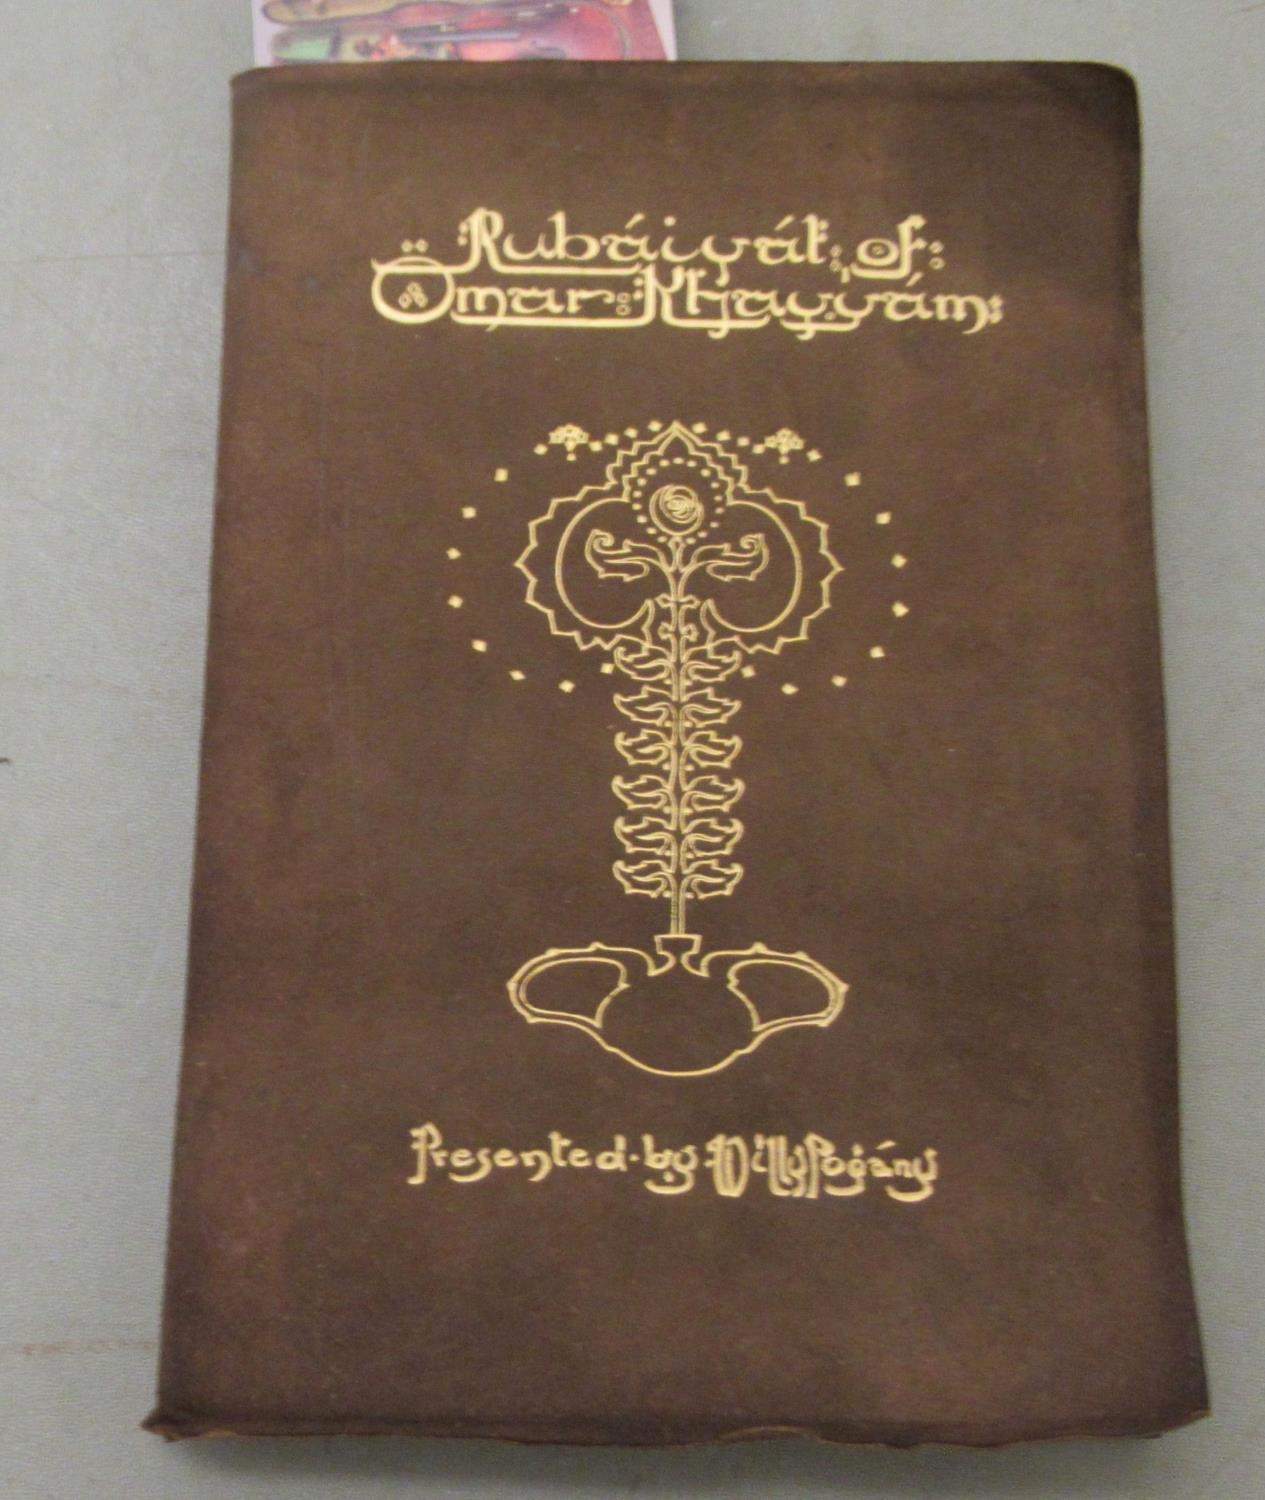 Rubáiyát of
Omar Khayyám
Presented by Willy Pogány